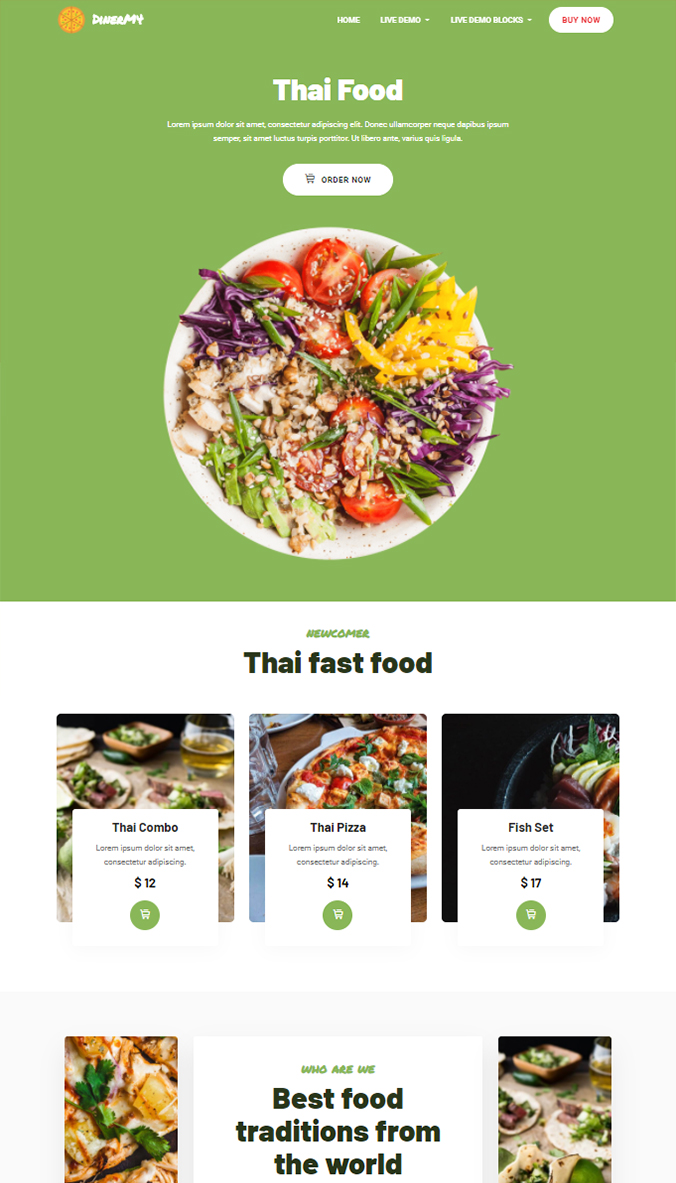 DINERM4
HOME LIVE DEMO LIVE DEMO BLOCKS BUY NOW
Thai Food
Lorem ipsum dolor sit amet, consectetur adipiscing elit. Donec ullamcorper neque dapibus ipsum
semper, sit amet luctus turpis porttitor. Ut libero ante, varius quis ligula.
ORDER NOW
NEWCOMER
Thai fast food
Thai Combo
Lorem ipsum dolor sit amet,
consectetur adipiscing.
$ 12
Thai Pizza
Lorem ipsum dolor sit amet,
consectetur adipiscing.
$ 14
Fish Set
Lorem ipsum dolor sit amet,
consectetur adipiscing.
$ 17
WHO ARE WE
Best food
traditions from
the world